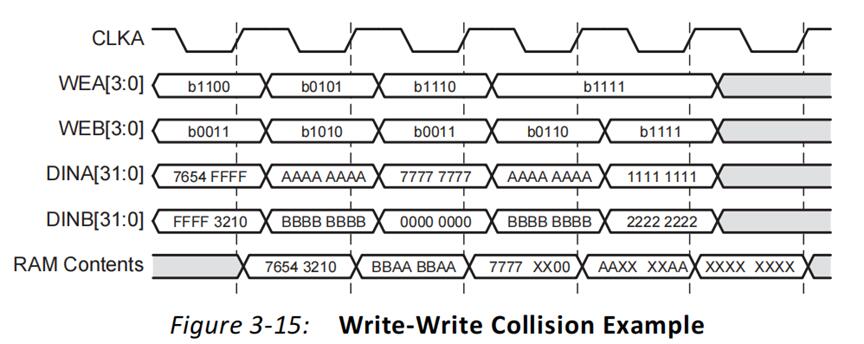 CLKA
WEA[3:0] b1100 b0101 b1110 b1111
WEB[3:0] b0011 b1010 b0011 b0110 b1111
DINA[31:0] 7654 FFFF AAAA AAAA 7777 7777 AAAA AAAA 1111 1111
DINB[31:0] FFFF 3210 BBBB BBBB 0000 0000 BBBB BBBB 2222 2222
RAM Contents 7654 3210 BBAA BBAA 7777 XX00 AAXX XXAA XXXX XXXX
Figure 3-15: Write-Write Collision Example